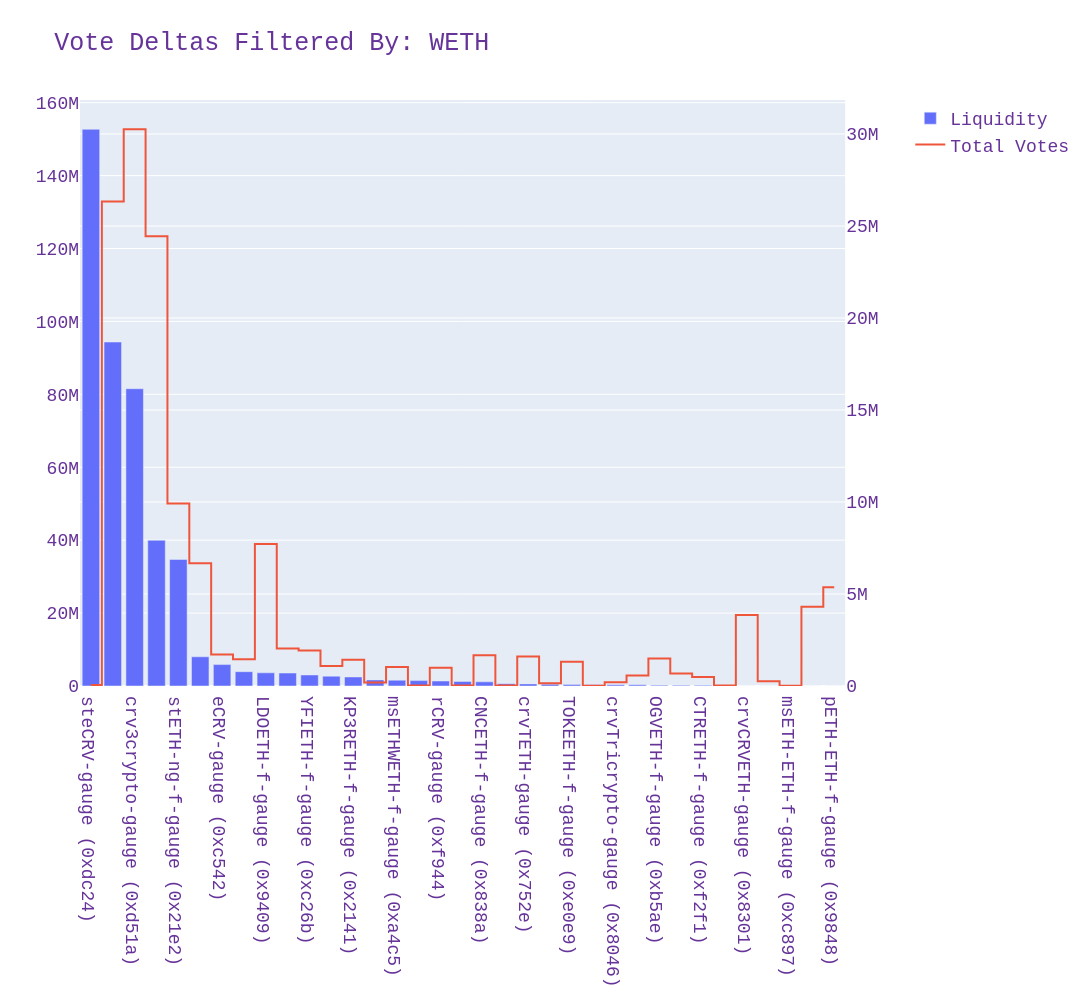 Vote Deltas Filtered By: WETH
Liquidity
Total Votes
160M
140M
120M
100M
80M
60M
40M
20M
0
30M
25M
20M
15M
10M
5M
0
steCRV-gauge (0xdc24)
crv3crypto-gauge (0xd51a)
stETH-ng-f-gauge (0x21e2)
eCRV-gauge (0xc542)
LDOETH-f-gauge (0x9409)
YFIETH-f-gauge (0xc26b)
KP3RETH-f-gauge (0x2141)
msETHWETH-f-gauge (0xa4c5)
rCRV-gauge (0xf944)
CNCETH-f-gauge (0x838a)
crvTETH-gauge (0x752e)
TOKEETH-f-gauge (0xe0e9)
crvTricrypto-gauge (0x8046)
OGVETH-f-gauge (0xb5ae)
CTRETH-f-gauge (0xf2f1)
crvCRVETH-gauge (0x8301)
msETH-ETH-f-gauge (0xc897)
pETH-ETH-f-gauge (0x9848)